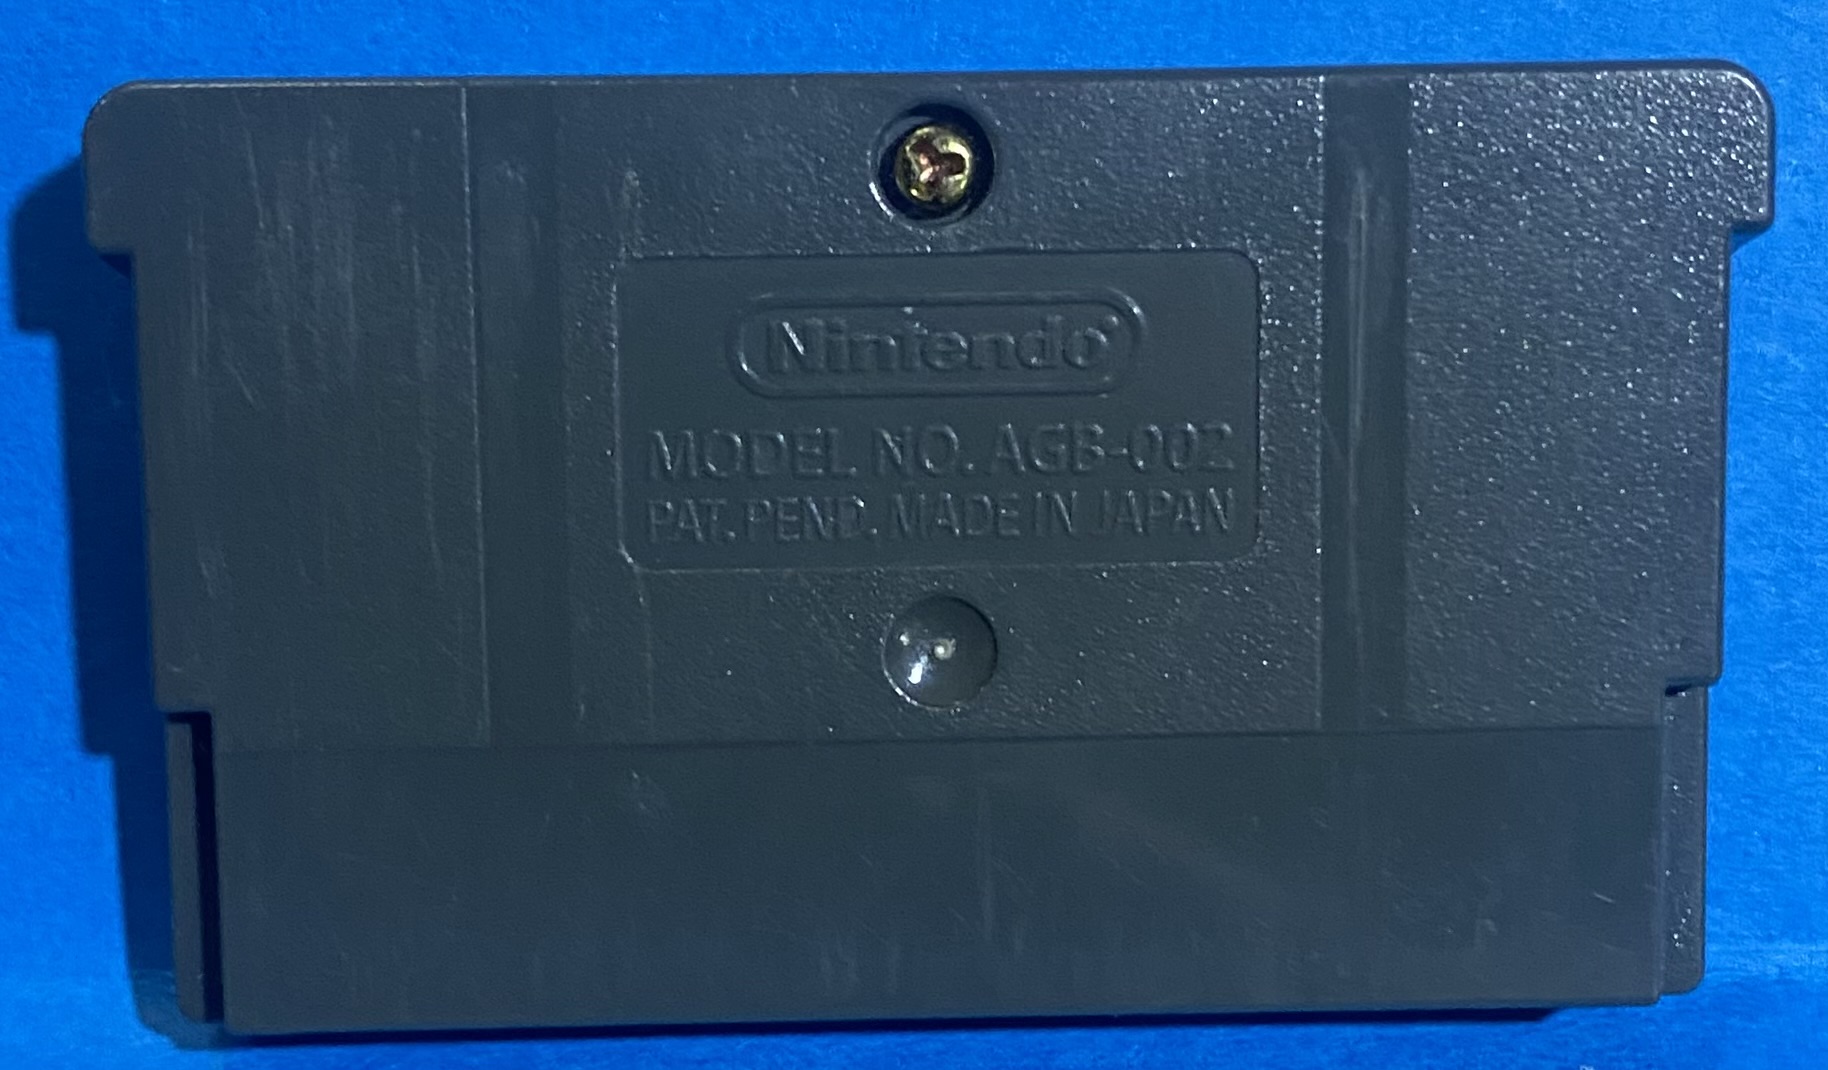 Nintendo®
MODEL NO. AGB-002
PAT. PEND. MADE IN JAPAN